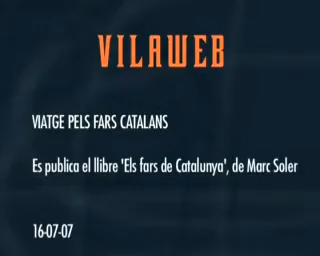 VILAWEB
VIATGE PELS FARS CATALANS
Es publica el llibre 'Els fars de Catalunya', de Marc Soler
16-07-07